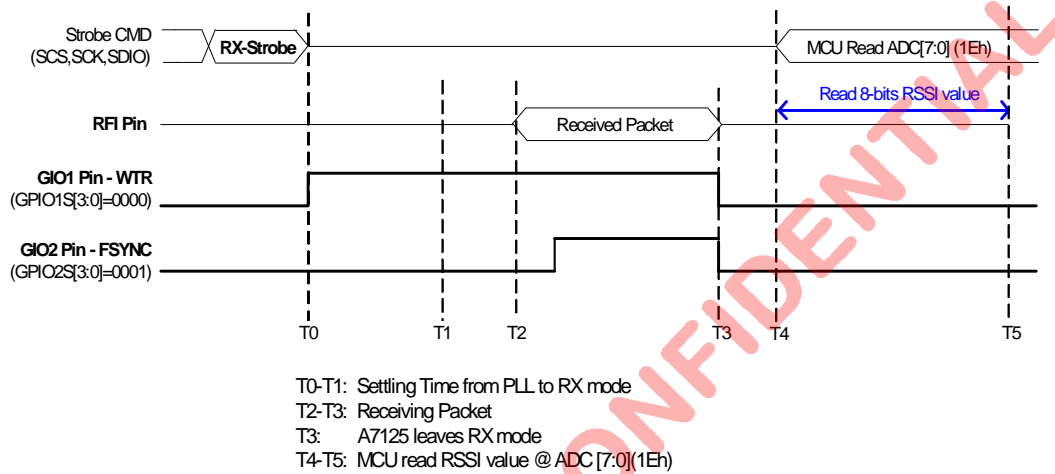 Strobe CMD
(SCS,SCK,SDIO)
RX-Strobe
MCU Read ADC[7:0] (1Eh)
Read 8-bits RSSI value
RFI Pin
Received Packet
GIO1 Pin - WTR
(GPIO1S[3:0]=0000)
GIO2 Pin - FSYNC
(GPIO2S[3:0]=0001)
T0 T1 T2 T3 T4 T5
T0-T1: Settling Time from PLL to RX mode
T2-T3: Receiving Packet
T3: A7125 leaves RX mode
T4-T5: MCU read RSSI value @ ADC [7:0](1Eh)
ONFIDENTIAL